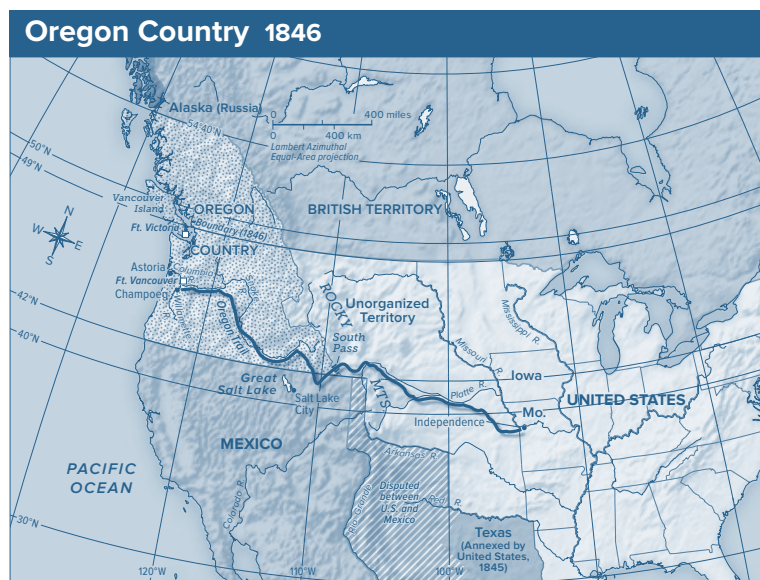 Oregon Country 1846
Alaska (Russia)
0
400 miles
0
400 km
Lambert Azimuthal
Equal-Area projection
54°40'N
50°N
49°N
Vancouver
Island
OREGON
COUNTRY
BRITISH TERRITORY
Boundary (1846)
Ft. Victoria
N
W
E
S
Astoria
Columbia
R.
Ft. Vancouver
Champoeg
Willamette
R.
Snake
R.
Oregon Trail
ROCKY
MTS.
Unorganized
Territory
Mississippi R.
South
Pass
Missouri R.
42°N
40°N
Great
Salt Lake
Salt Lake
City
Platte R.
Iowa
UNITED STATES
Mo.
Independence
MEXICO
Arkansas R.
PACIFIC
OCEAN
Colorado R.
Rio Grande
Disputed
between
U.S. and
Mexico
Red R.
Texas
(Annexed by
United States,
1845)
30°N
120°W
110°W
100°W